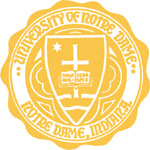 UNIVERSITY OF NOTRE DAME
NOTRE DAME, INDIANA